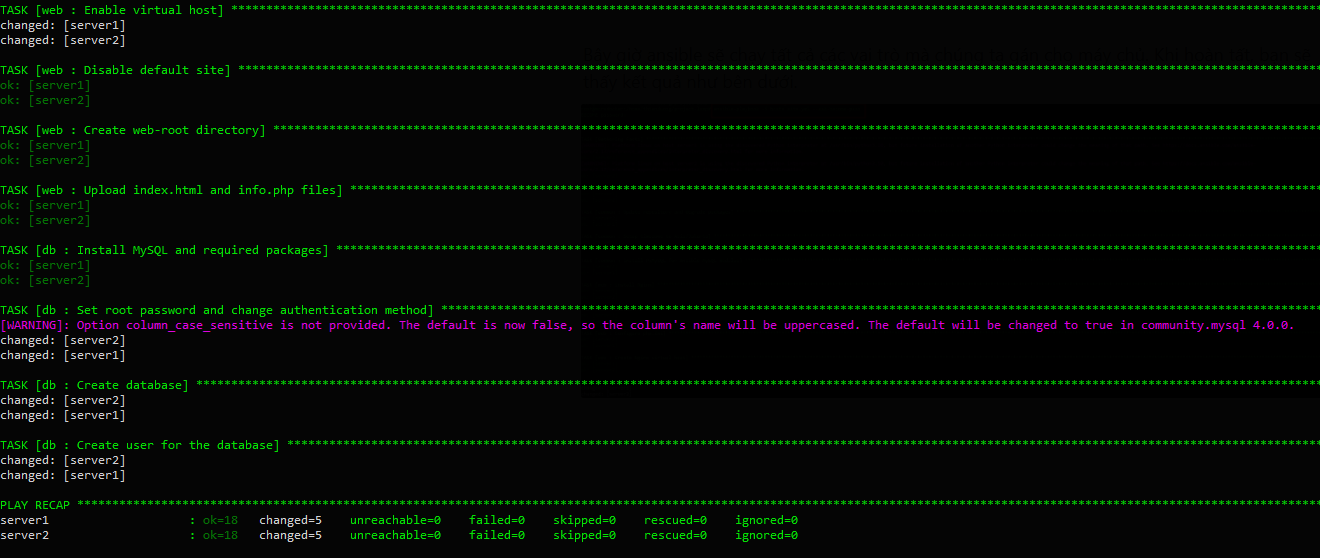 TASK [web : Enable virtual host] ****************************************************************************************************************************************************************
changed: [server1]
changed: [server2]
TASK [web : Disable default site] ***************************************************************************************************************************************************************
ok: [server1]
ok: [server2]
TASK [web : Create web-root directory] **********************************************************************************************************************************************************
ok: [server1]
ok: [server2]
TASK [web : Upload index.html and info.php files] ***********************************************************************************************************************************************
ok: [server1]
ok: [server2]
TASK [db : Install MySQL and required packages] *************************************************************************************************************************************************
ok: [server1]
ok: [server2]
TASK [db : Set root password and change authentication method] **********************************************************************************************************************************
[WARNING]: Option column_case_sensitive is not provided. The default is now false, so the column's name will be uppercased. The default will be changed to true in community.mysql 4.0.0.
changed: [server2]
changed: [server1]
TASK [db : Create database] *********************************************************************************************************************************************************************
changed: [server2]
changed: [server1]
TASK [db : Create user for the database] ********************************************************************************************************************************************************
changed: [server2]
changed: [server1]
PLAY RECAP **************************************************************************************************************************************************************************************
server1 : ok=18 changed=5 unreachable=0 failed=0 skipped=0 rescued=0 ignored=0
server2 : ok=18 changed=5 unreachable=0 failed=0 skipped=0 rescued=0 ignored=0